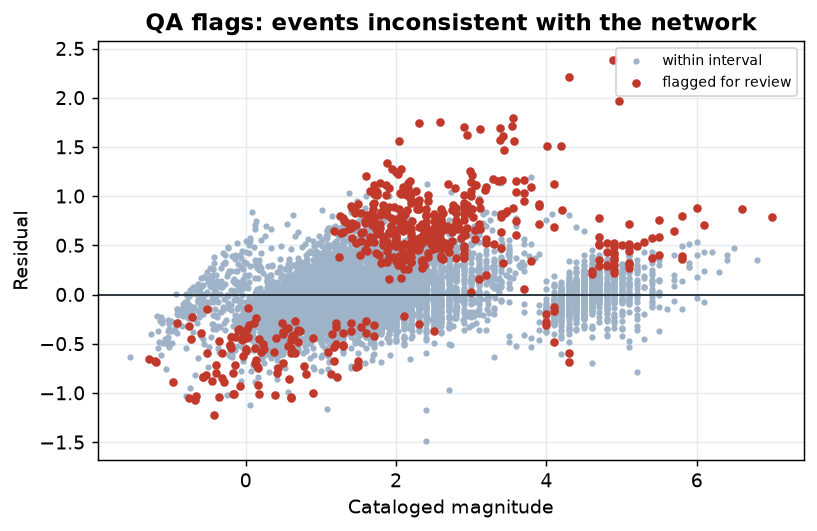 QA flags: events inconsistent with the network
2.5
2.0
1.5
1.0
0.5
0.0
−0.5
−1.0
−1.5
Residual
within interval
flagged for review
0
2
4
6
Cataloged magnitude